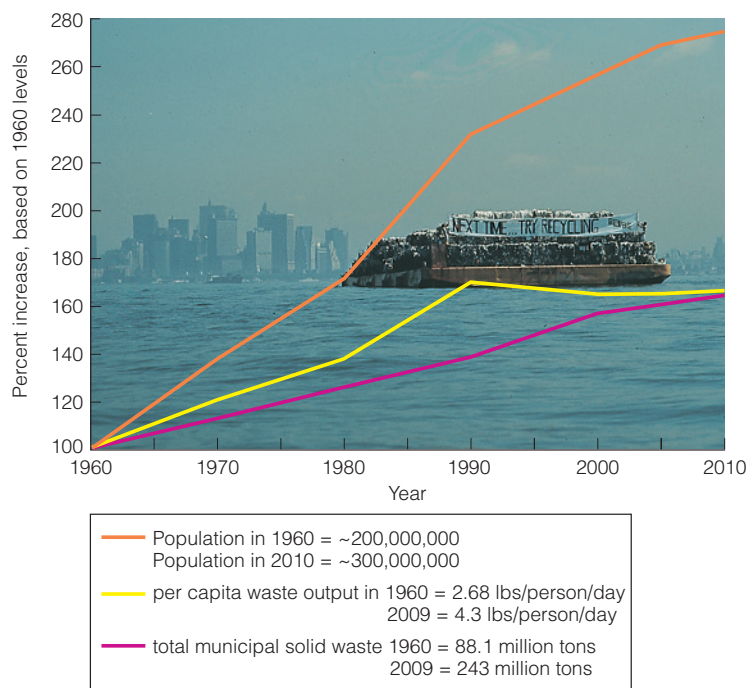 280
260
240
220
200
180
160
140
120
100
Percent increase, based on 1960 levels
NEXT TIME... TRY RECYCLING
1960 1970 1980 1990 2000 2010
Year
Population in 1960 = ~200,000,000
Population in 2010 = ~300,000,000
per capita waste output in 1960 = 2.68 lbs/person/day
2009 = 4.3 lbs/person/day
total municipal solid waste 1960 = 88.1 million tons
2009 = 243 million tons